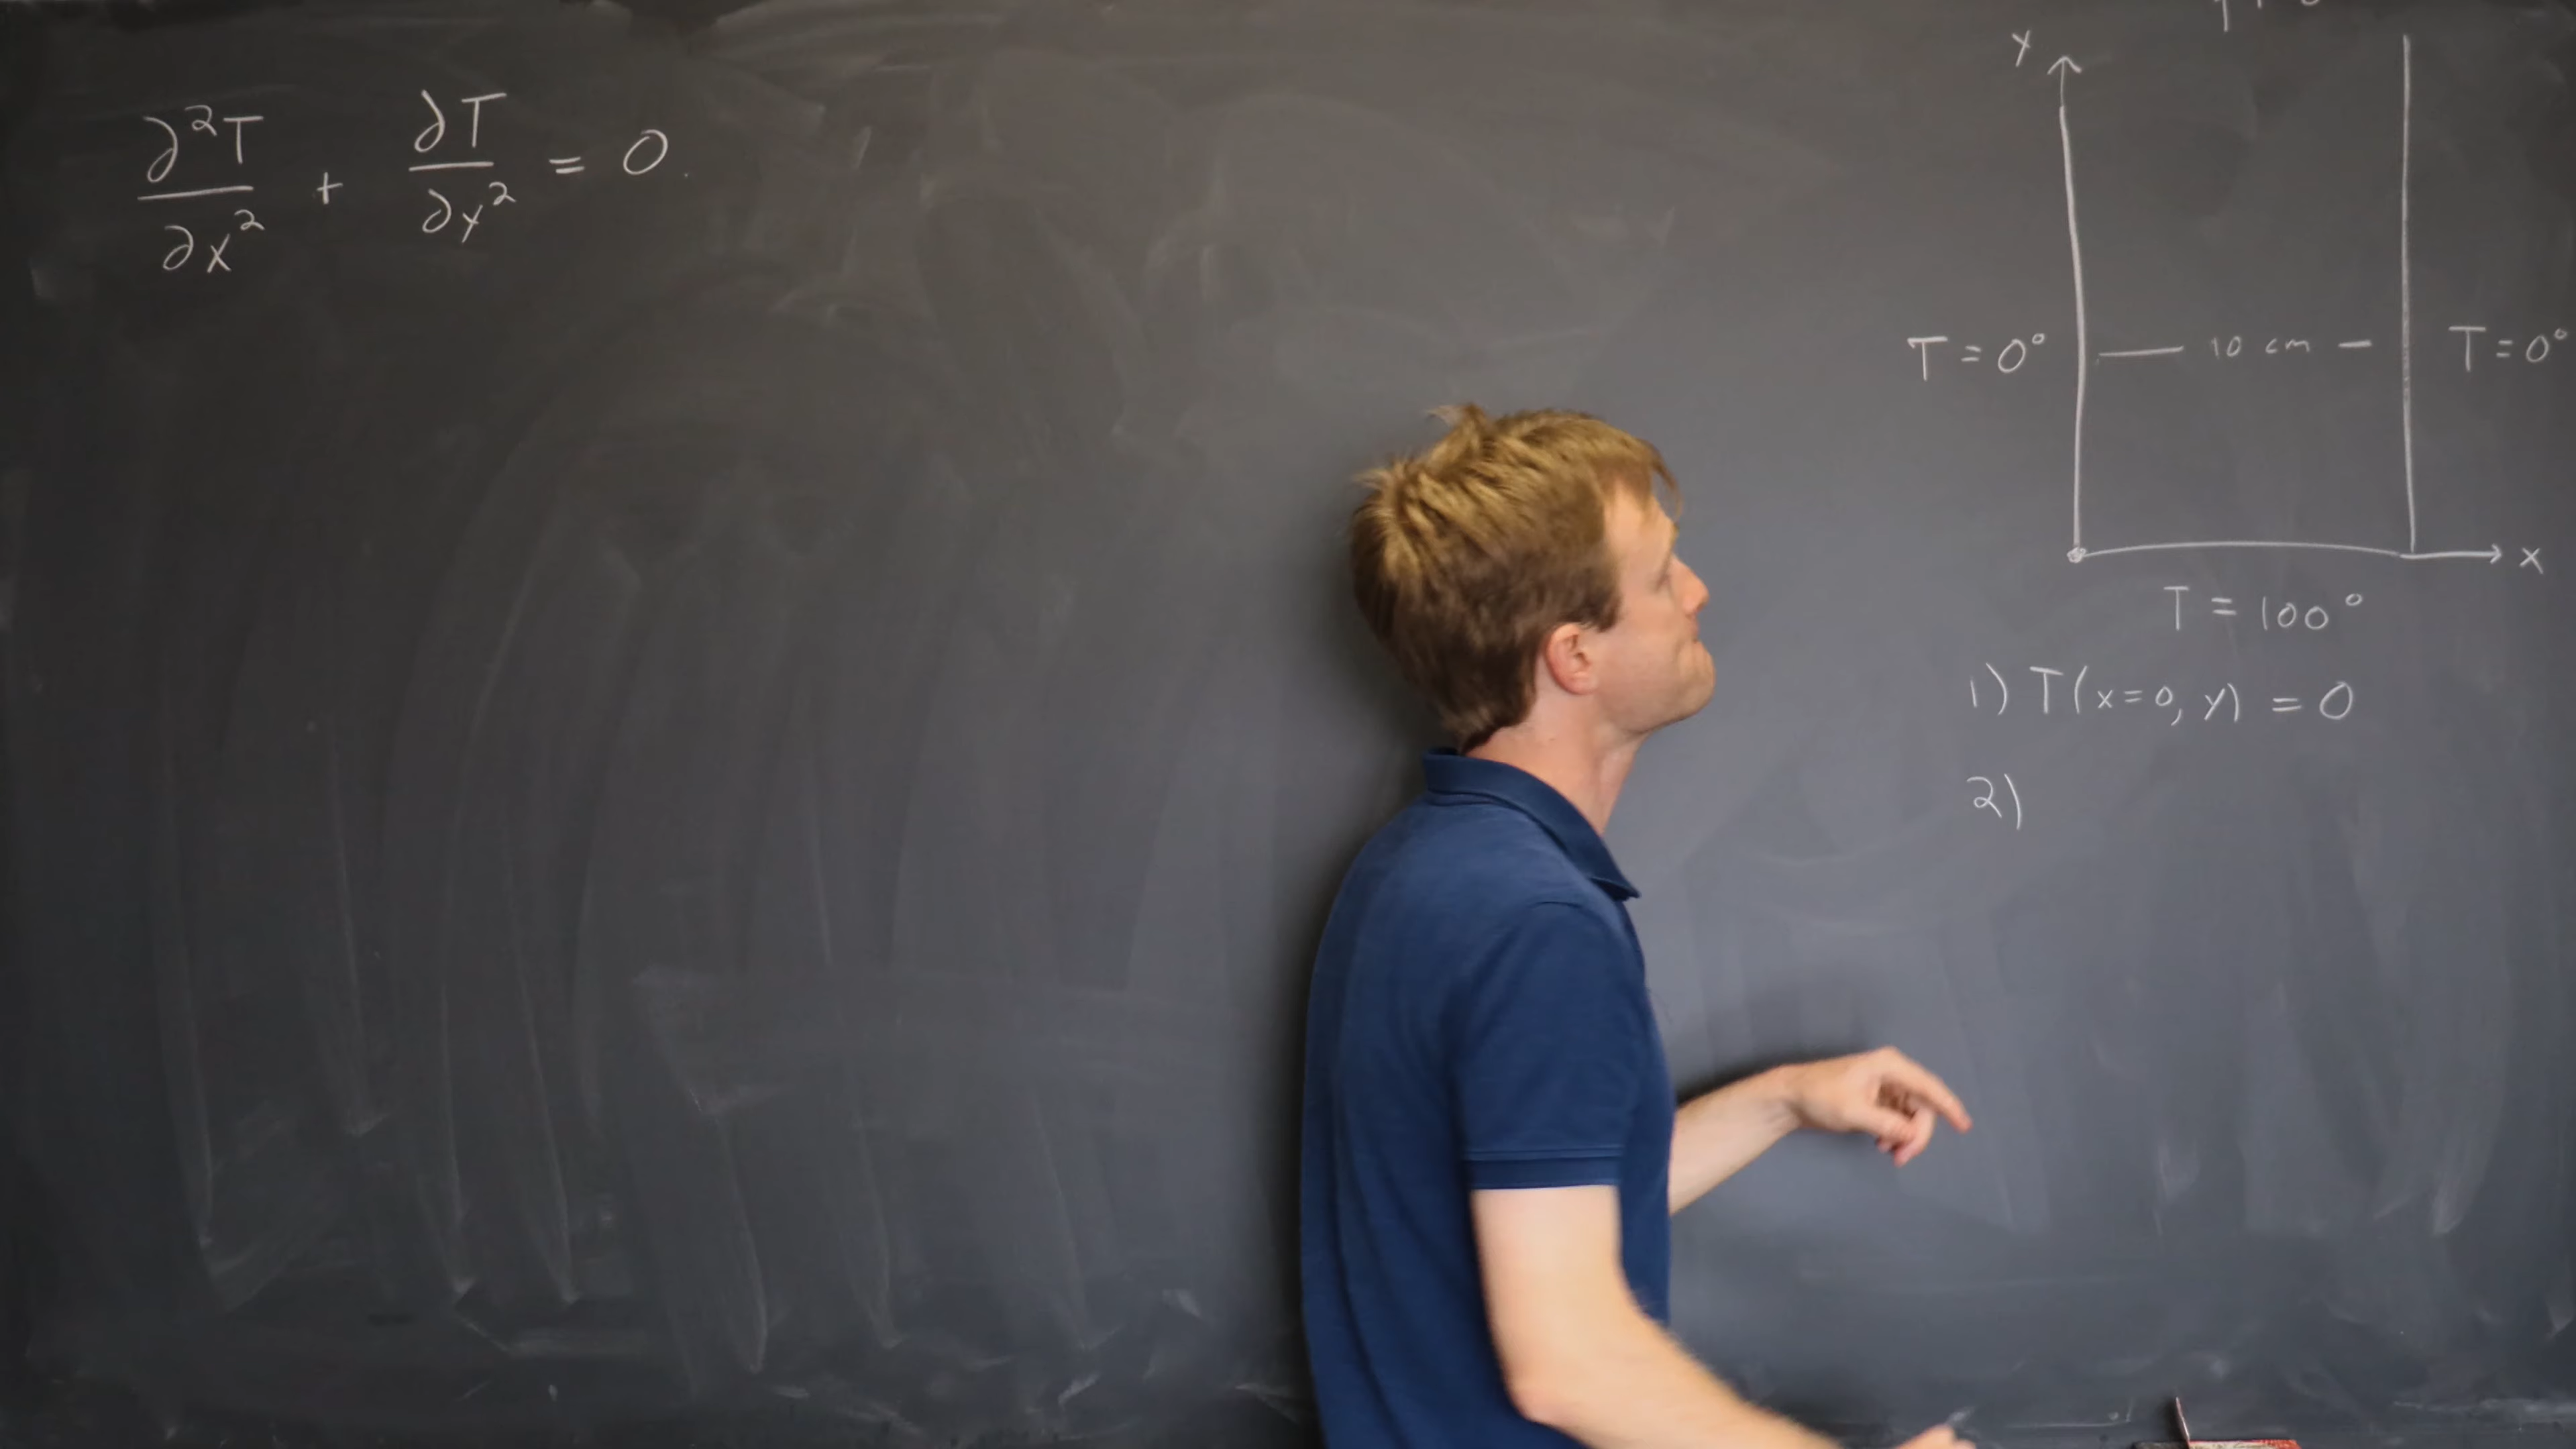 ∂²T/∂x² + ∂T/∂y² = 0
y
T = 0°
10 cm
T = 0°
x
T = 100°
1) T(x=0, y) = 0
2)